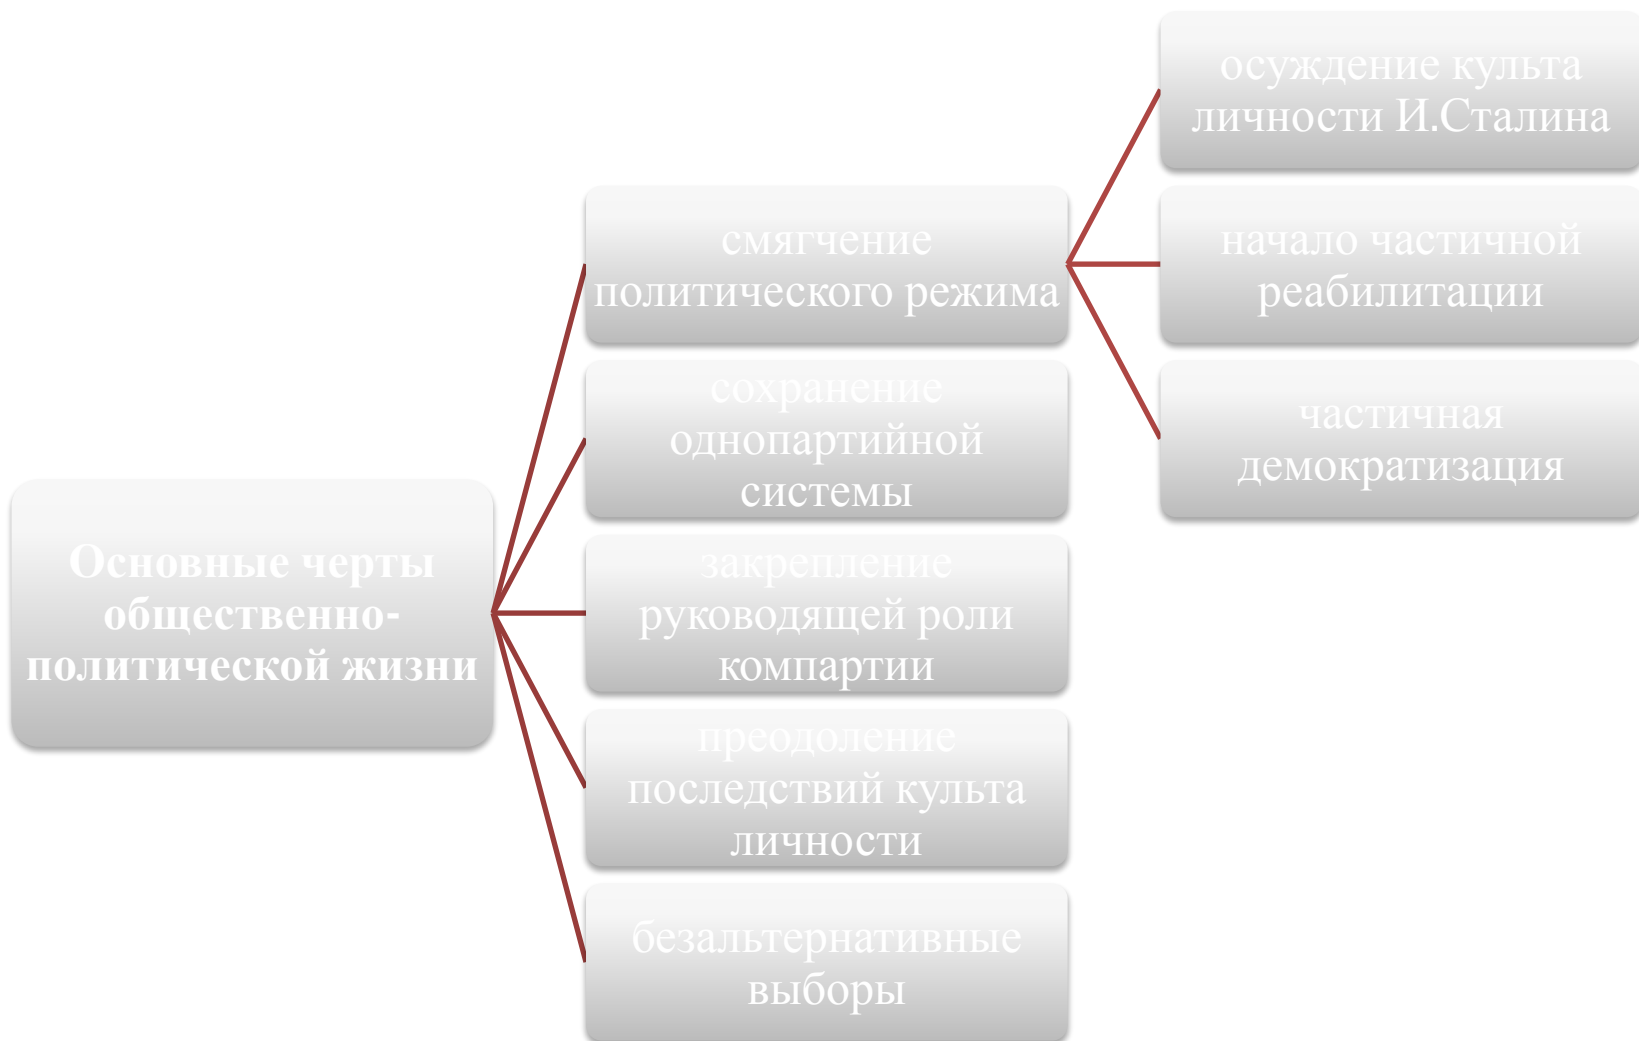 Основные черты
общественно-
политической жизни
смягчение
политического режима
сохранение
однопартийной
системы
закрепление
руководящей роли
компартии
преодоление
последствий культа
личности
безальтернативные
выборы
осуждение культа
личности И.Сталина
начало частичной
реабилитации
частичная
демократизация